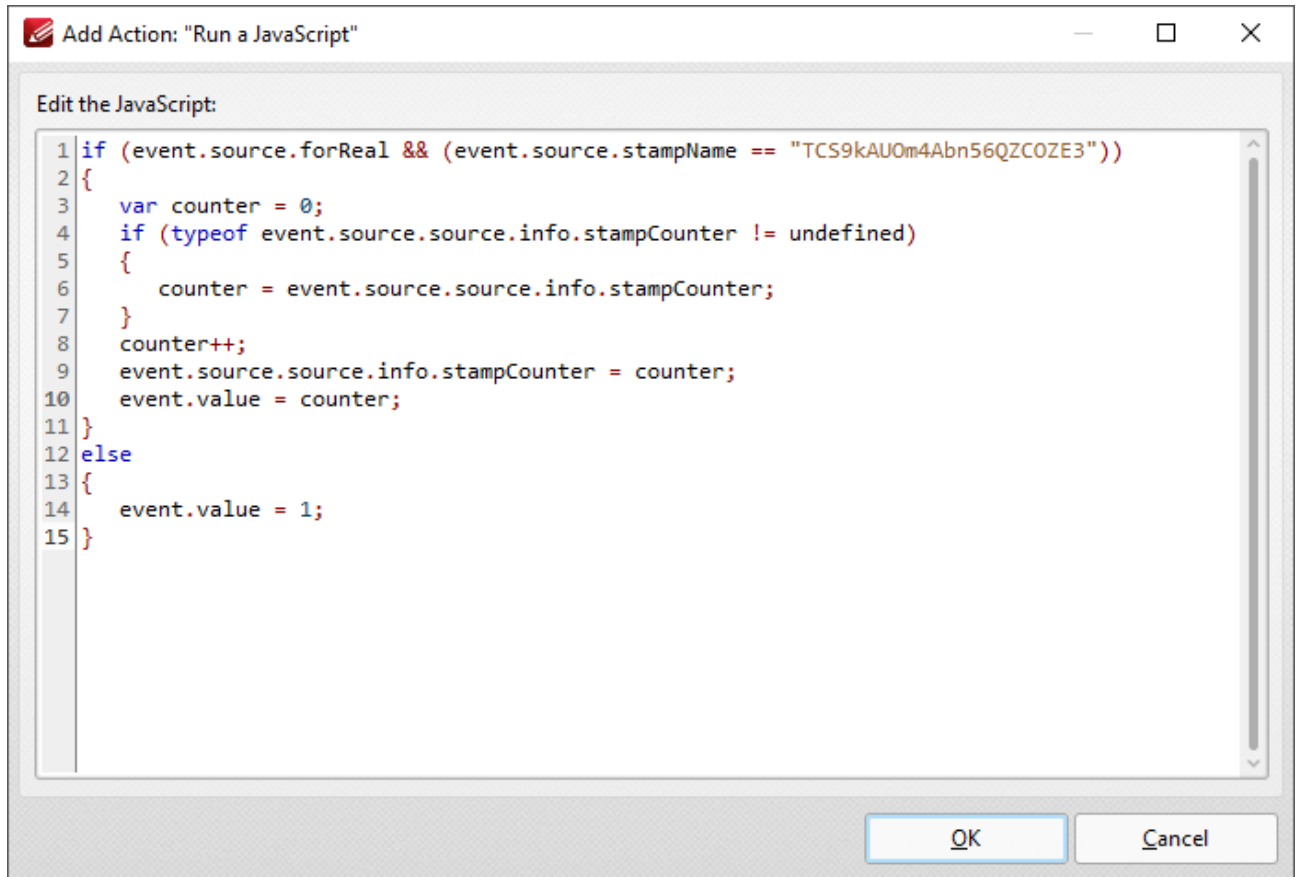 Add Action: "Run a JavaScript"
Edit the JavaScript:
1 if (event.source.forReal && (event.source.stampName == "TCS9kAUOm4Abn56QZCOZE3"))
2 {
3    var counter = 0;
4    if (typeof event.source.source.info.stampCounter != undefined)
5    {
6       counter = event.source.source.info.stampCounter;
7    }
8    counter++;
9    event.source.source.info.stampCounter = counter;
10    event.value = counter;
11 }
12 else
13 {
14    event.value = 1;
15 }
OK Cancel